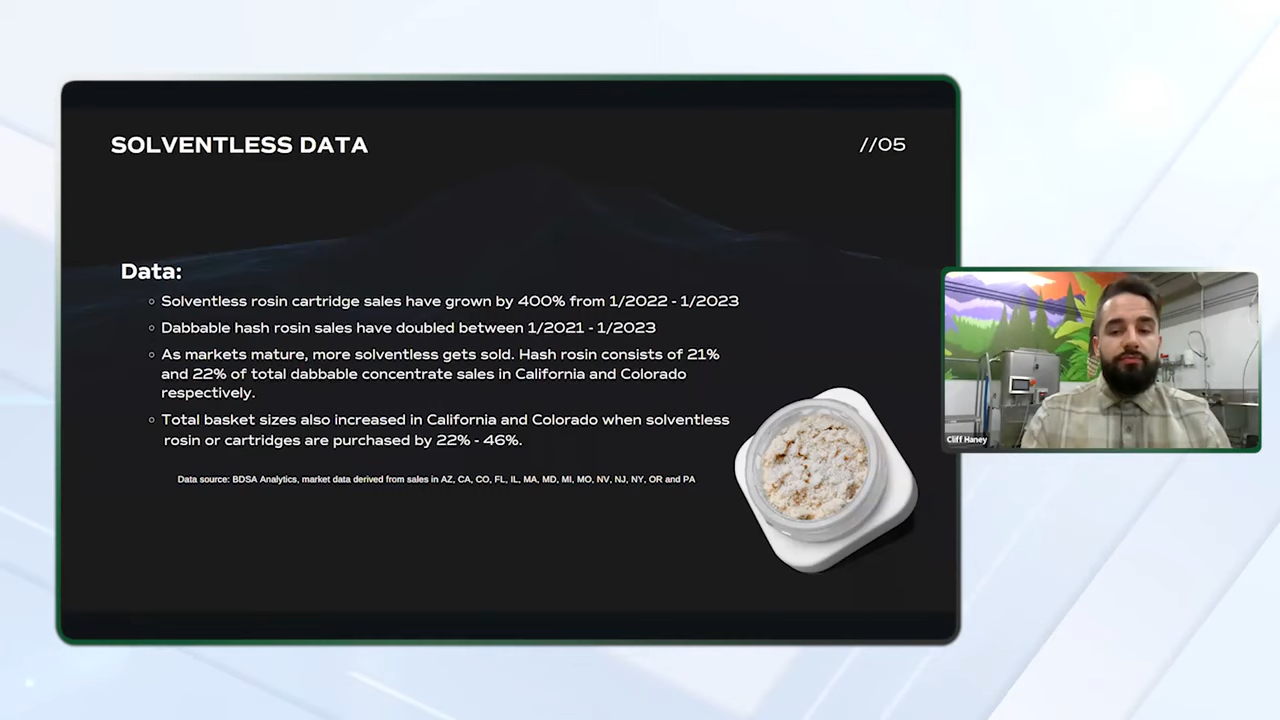 SOLVENTLESS DATA
//05
Data:
Solventless rosin cartridge sales have grown by 400% from 1/2022 - 1/2023
Dabbable hash rosin sales have doubled between 1/2021 - 1/2023
As markets mature, more solventless gets sold. Hash rosin consists of 21%
and 22% of total dabbable concentrate sales in California and Colorado
respectively.
Total basket sizes also increased in California and Colorado when solventless
rosin or cartridges are purchased by 22% - 46%.
Data source: BDSA Analytics, market data derived from sales in AZ, CA, CO, FL, IL, MA, MD, MI, MO, NV, NJ, NY, OR and PA
Cliff Haney